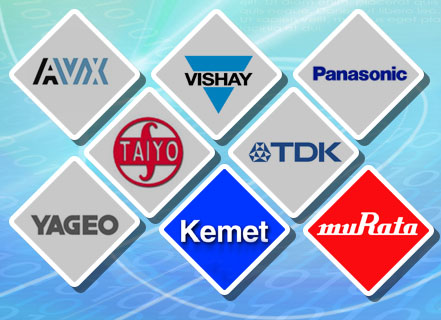 AVX
VISHAY
Panasonic
TAIYO
TDK
YAGEO
Kemet
muRata